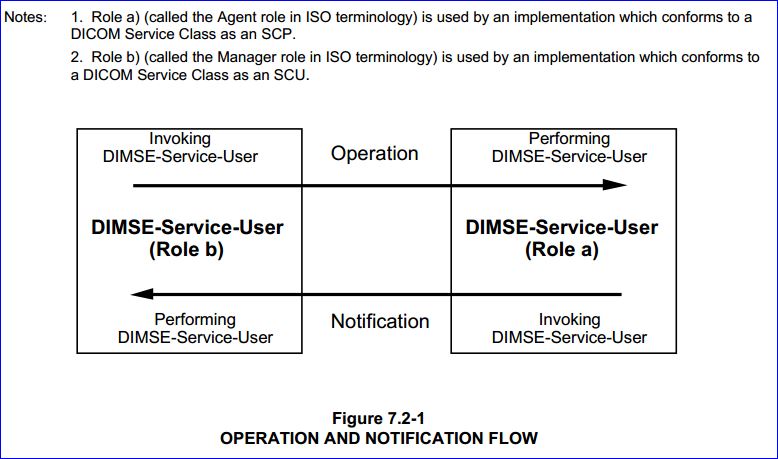 Notes: 1. Role a) (called the Agent role in ISO terminology) is used by an implementation which conforms to a
DICOM Service Class as an SCP.
2. Role b) (called the Manager role in ISO terminology) is used by an implementation which conforms to
a DICOM Service Class as an SCU.
Invoking
DIMSE-Service-User
Operation
Performing
DIMSE-Service-User
DIMSE-Service-User
(Role b)
DIMSE-Service-User
(Role a)
Performing
DIMSE-Service-User
Notification
Invoking
DIMSE-Service-User
Figure 7.2-1
OPERATION AND NOTIFICATION FLOW